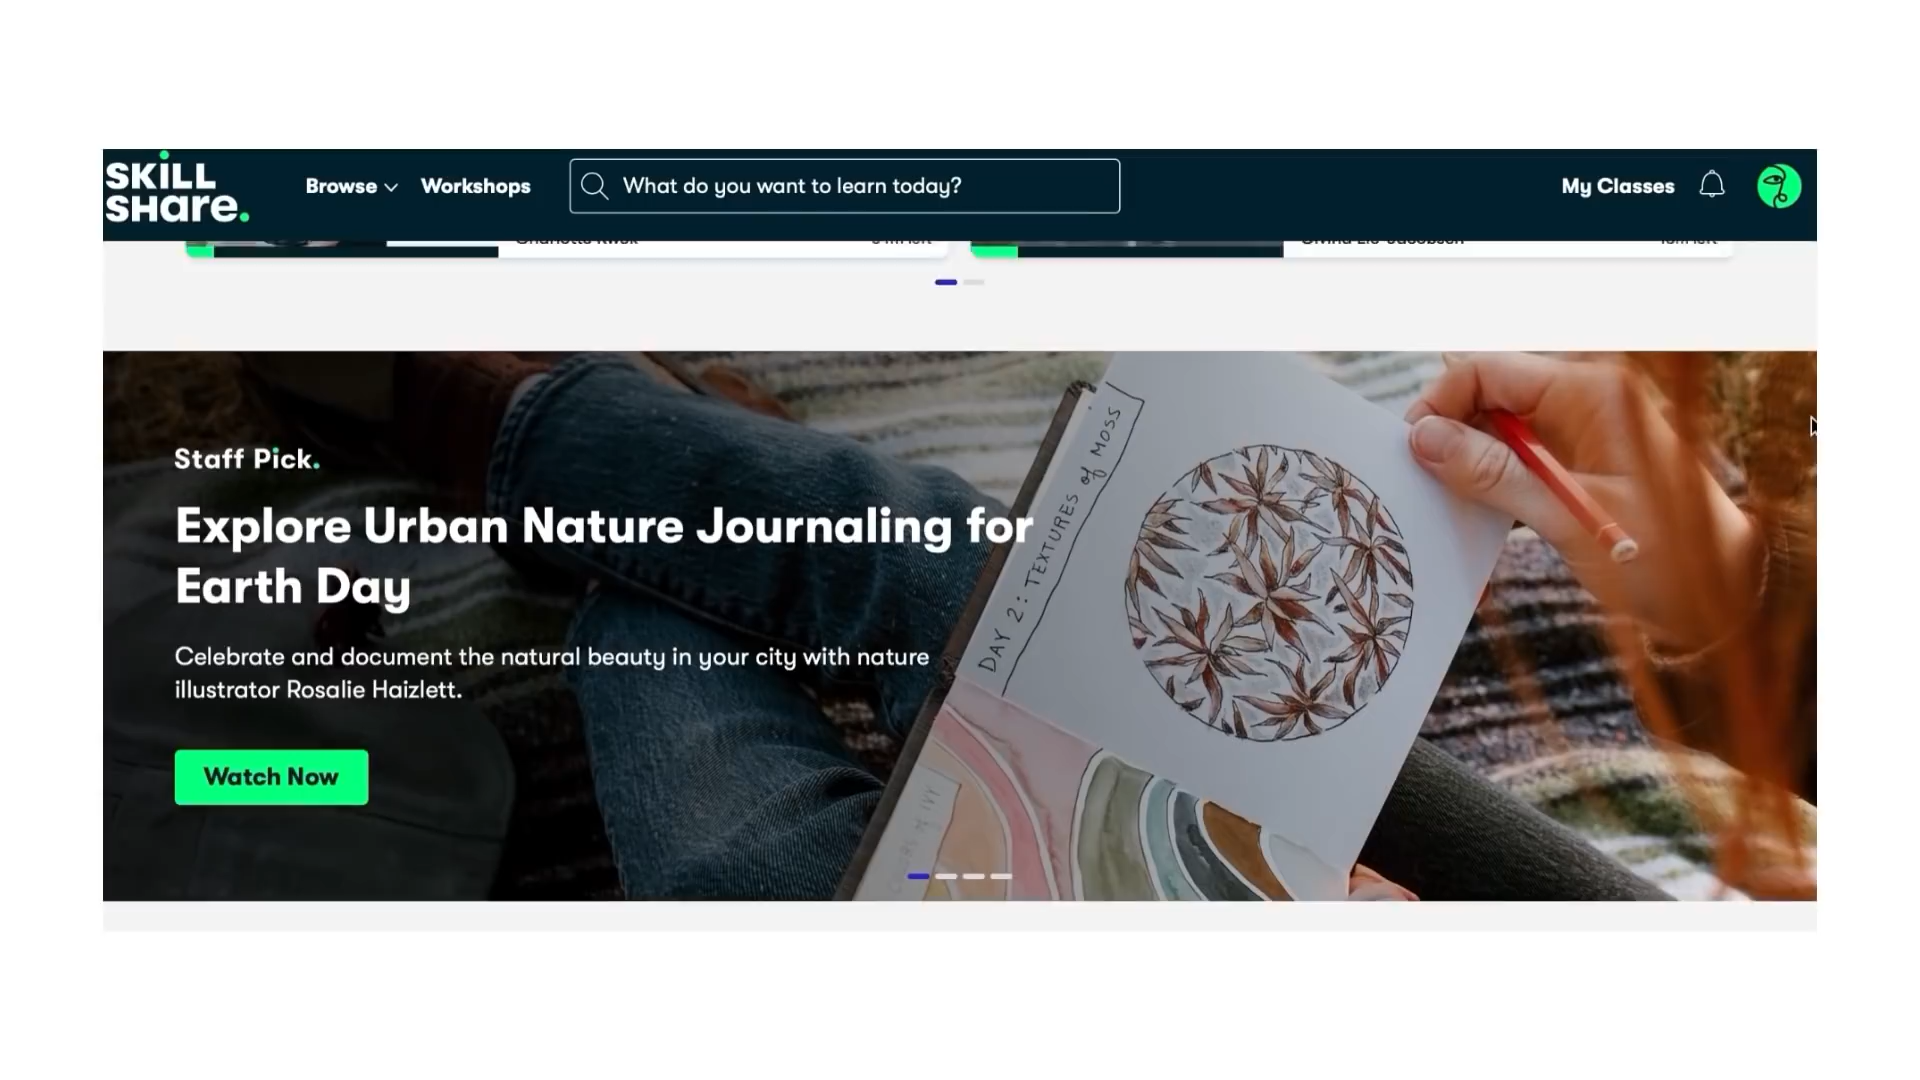 SKILL
SHare.
Browse
Workshops
What do you want to learn today?
My Classes
Staff Pick.
Explore Urban Nature Journaling for
Earth Day
Celebrate and document the natural beauty in your city with nature
illustrator Rosalie Haizlett.
Watch Now
DAY 2: TEXTURES of MOSS